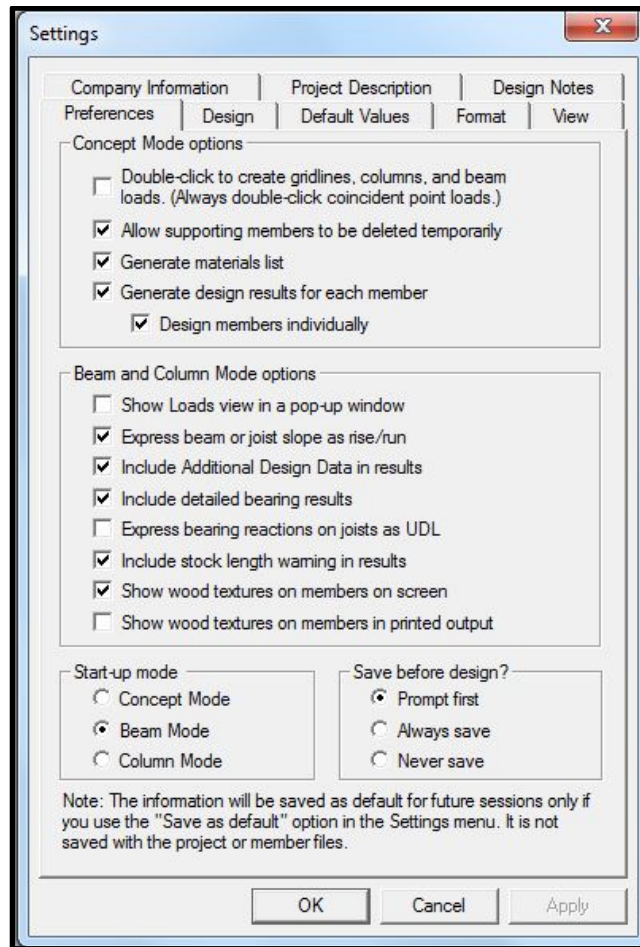 Settings
Company Information
Project Description
Design Notes
Preferences
Design
Default Values
Format
View
Concept Mode options
Double-click to create gridlines, columns, and beam
loads. (Always double-click coincident point loads.)
Allow supporting members to be deleted temporarily
Generate materials list
Generate design results for each member
Design members individually
Beam and Column Mode options
Show Loads view in a pop-up window
Express beam or joist slope as rise/run
Include Additional Design Data in results
Include detailed bearing results
Express bearing reactions on joists as UDL
Include stock length warning in results
Show wood textures on members on screen
Show wood textures on members in printed output
Start-up mode
Concept Mode
Beam Mode
Column Mode
Save before design?
Prompt first
Always save
Never save
Note: The information will be saved as default for future sessions only if
you use the "Save as default" option in the Settings menu. It is not
saved with the project or member files.
OK
Cancel
Apply